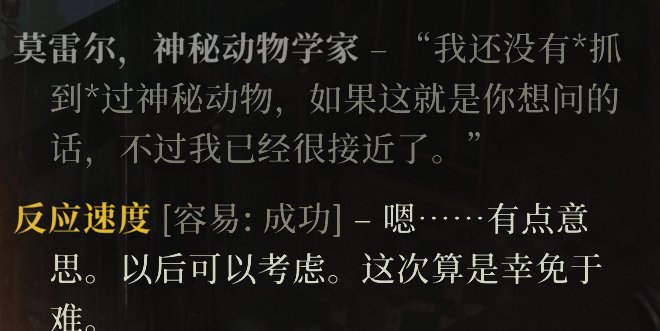 莫雷尔，神秘动物学家 – “我还没有*抓
到*过神秘动物，如果这就是你想问的
话，不过我已经很接近了。”
反应速度 [容易: 成功] – 嗯……有点意
思。以后可以考虑。这次算是幸免于
难。